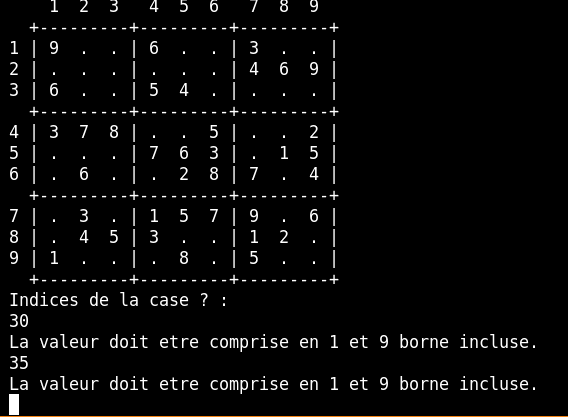 1 2 3 4 5 6 7 8 9
+---------+---------+---------+
1 | 9 . . | 6 . . | 3 . . |
2 | . . . | . . . | 4 6 9 |
3 | 6 . . | 5 4 . | . . . |
+---------+---------+---------+
4 | 3 7 8 | . . 5 | . . 2 |
5 | . . . | 7 6 3 | . 1 5 |
6 | . 6 . | . 2 8 | 7 . 4 |
+---------+---------+---------+
7 | . 3 . | 1 5 7 | 9 . 6 |
8 | . 4 5 | 3 . . | 1 2 . |
9 | 1 . . | . 8 . | 5 . . |
+---------+---------+---------+
Indices de la case ? :
30
La valeur doit etre comprise en 1 et 9 borne incluse.
35
La valeur doit etre comprise en 1 et 9 borne incluse.